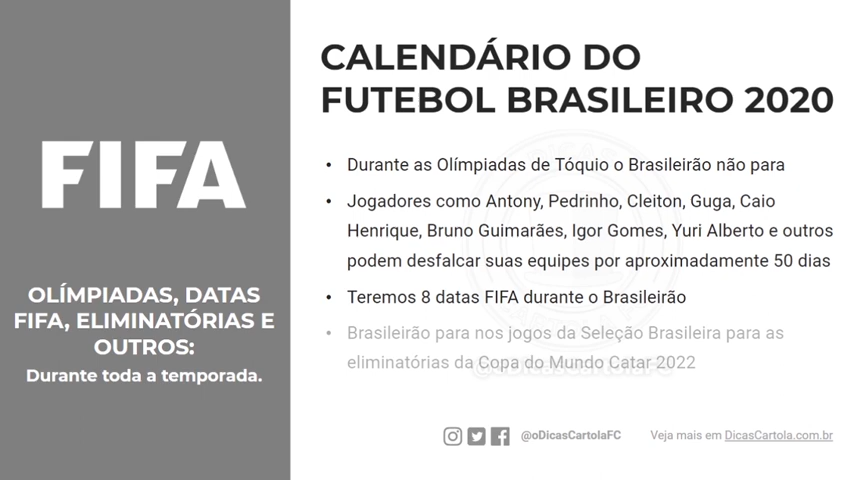 FIFA
OLÍMPIADAS, DATAS
FIFA, ELIMINATÓRIAS E
OUTROS:
Durante toda a temporada.
CALENDÁRIO DO
FUTEBOL BRASILEIRO 2020
• Durante as Olímpiadas de Tóquio o Brasileirão não para
• Jogadores como Antony, Pedrinho, Cleiton, Guga, Caio
Henrique, Bruno Guimarães, Igor Gomes, Yuri Alberto e outros
podem desfalcar suas equipes por aproximadamente 50 dias
• Teremos 8 datas FIFA durante o Brasileirão
• Brasileirão para nos jogos da Seleção Brasileira para as
eliminatórias da Copa do Mundo Catar 2022
@oDicasCartolaFC
@oDicasCartolaFC Veja mais em DicasCartola.com.br